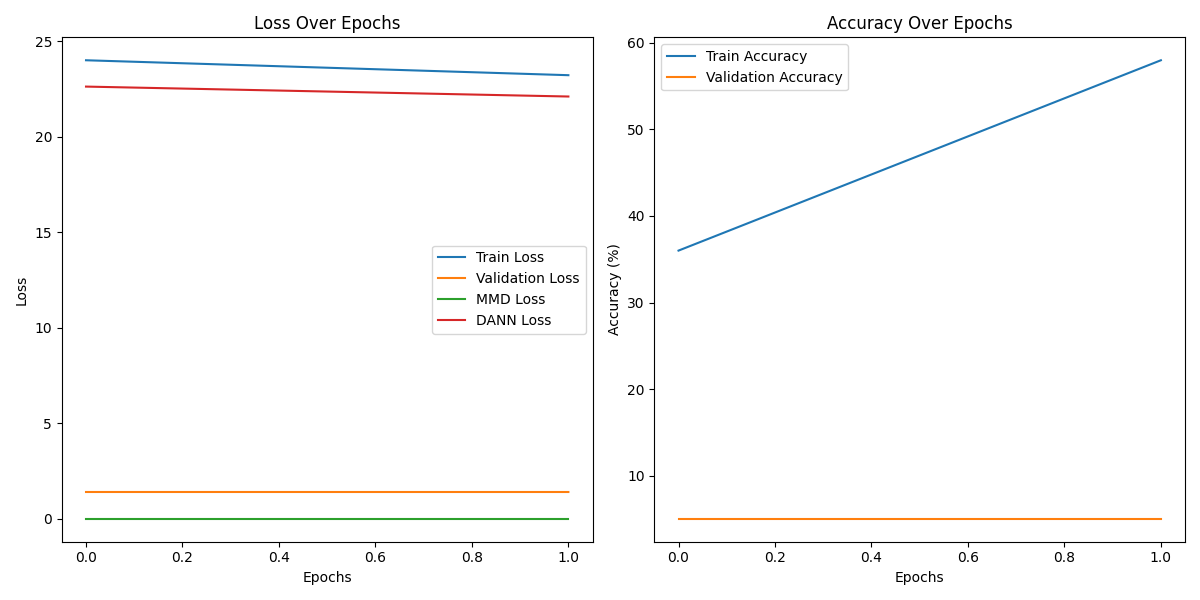 Loss Over Epochs
25
20
15
10
5
0
Loss
0.0 0.2 0.4 0.6 0.8 1.0
Epochs
Train Loss
Validation Loss
MMD Loss
DANN Loss
Accuracy Over Epochs
60
50
40
30
20
10
Accuracy (%)
0.0 0.2 0.4 0.6 0.8 1.0
Epochs
Train Accuracy
Validation Accuracy